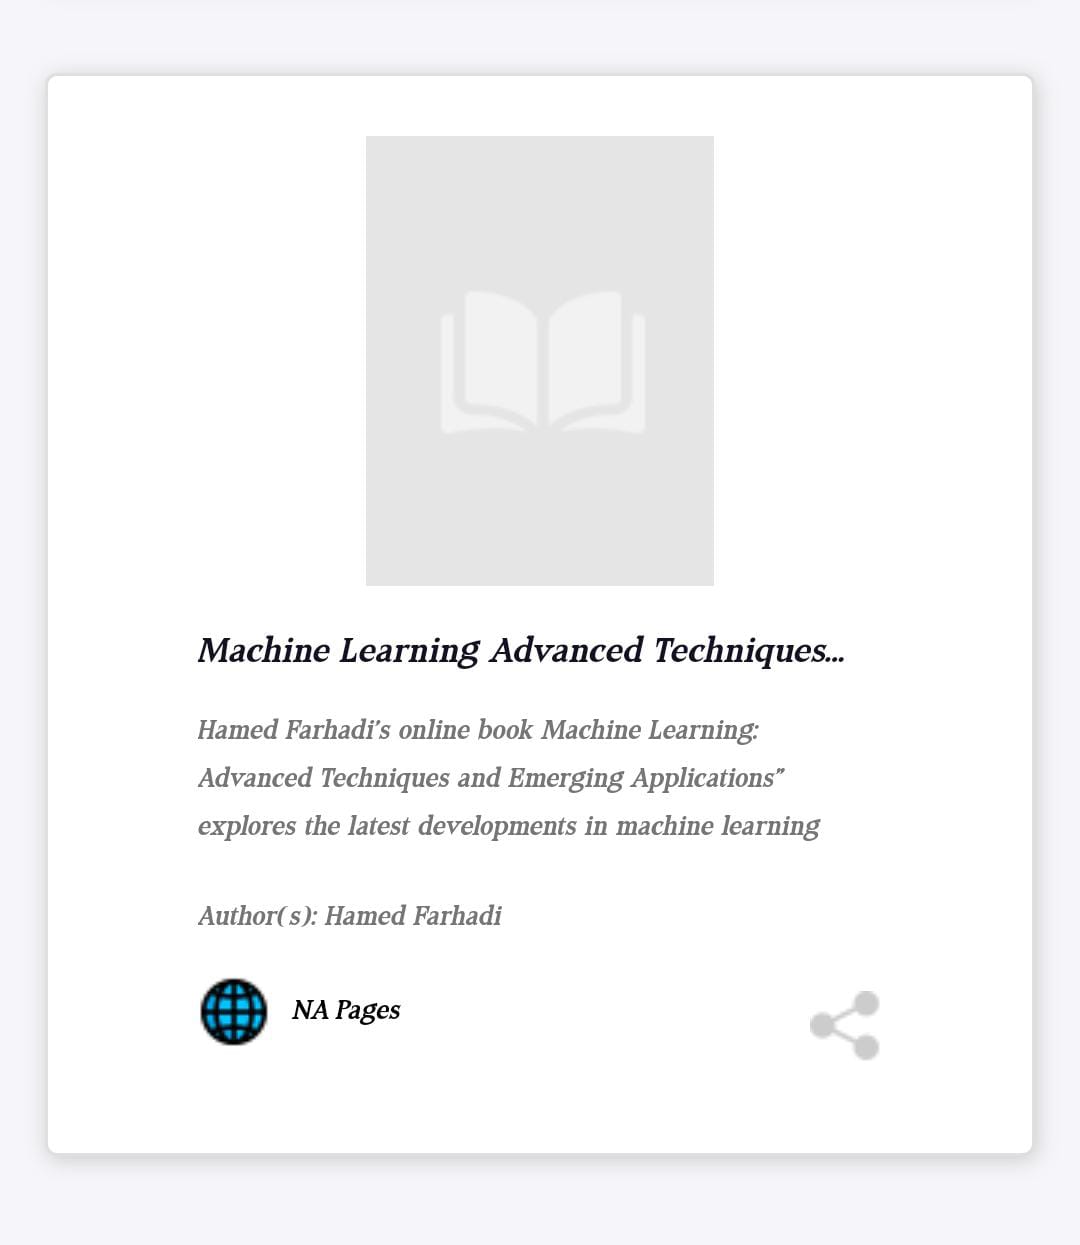 Machine Learning Advanced Techniques...
Hamed Farhadi's online book Machine Learning:
Advanced Techniques and Emerging Applications”
explores the latest developments in machine learning
Author(s): Hamed Farhadi
NA Pages